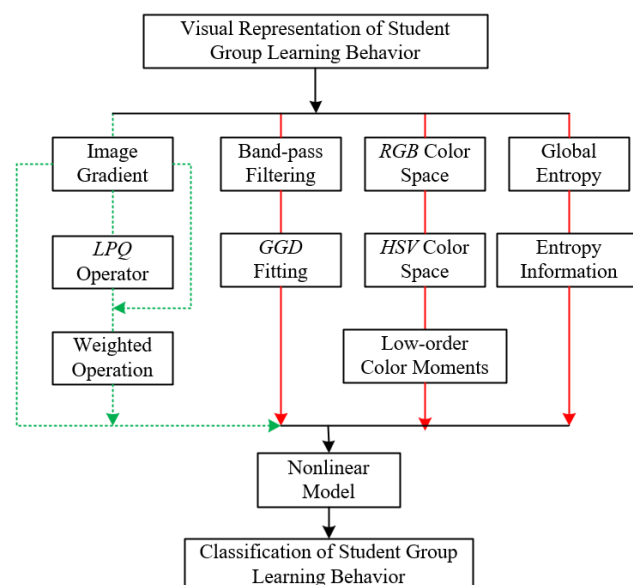 Visual Representation of Student
Group Learning Behavior
Image
Gradient
Band-pass
Filtering
RGB Color
Space
Global
Entropy
LPQ
Operator
GGD
Fitting
HSV Color
Space
Entropy
Information
Weighted
Operation
Low-order
Color Moments
Nonlinear
Model
Classification of Student Group
Learning Behavior